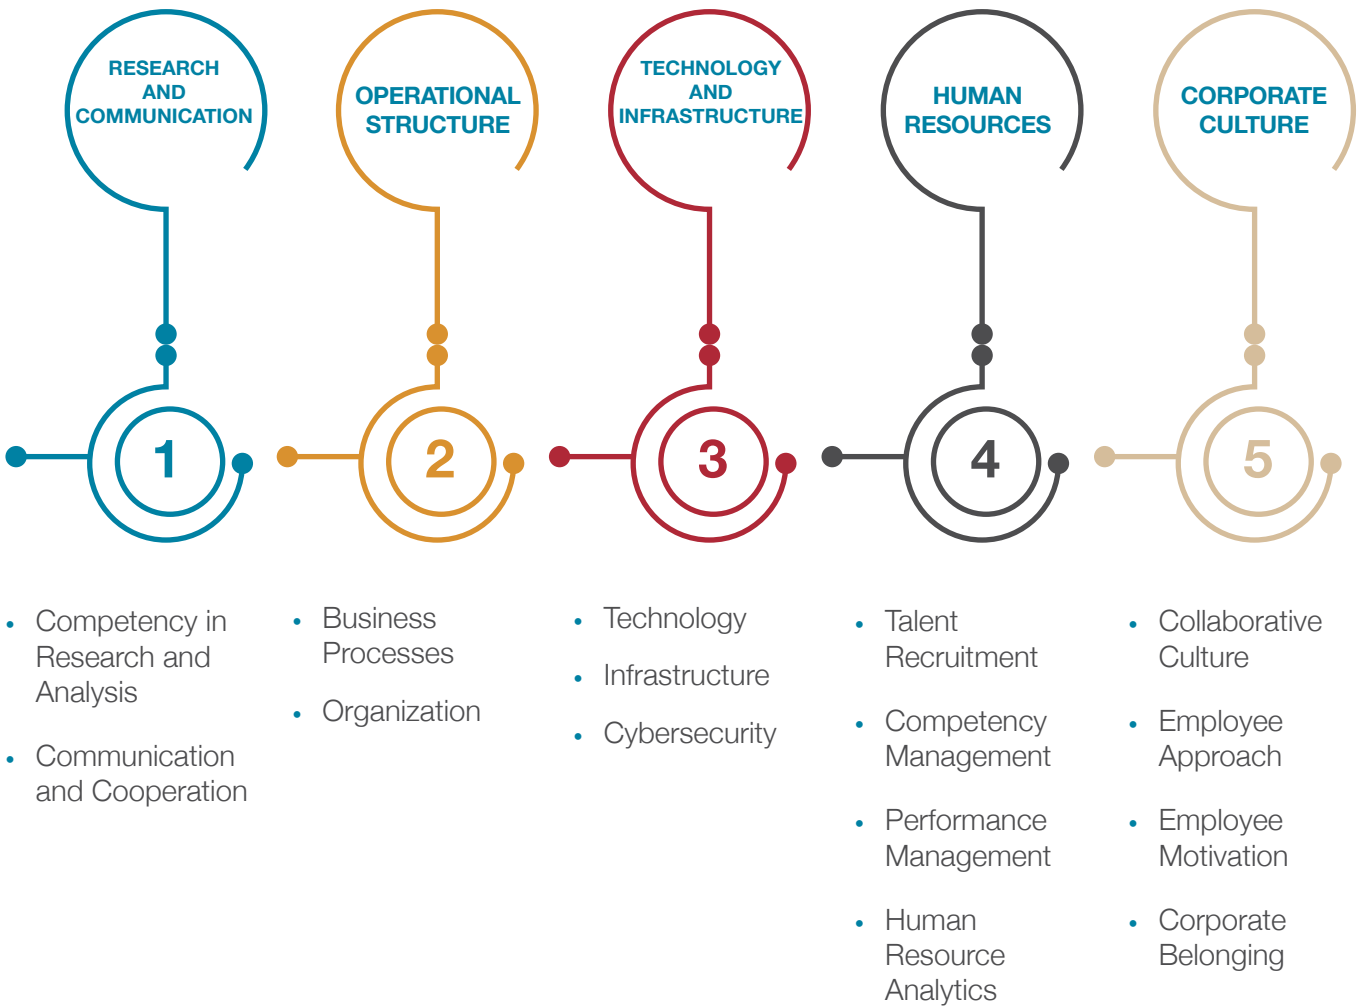 RESEARCH
AND
COMMUNICATION
OPERATIONAL
STRUCTURE
TECHNOLOGY
AND
INFRASTRUCTURE
HUMAN
RESOURCES
CORPORATE
CULTURE
1
2
3
4
5
• Competency in
Research and
Analysis
• Communication
and Cooperation
• Business
Processes
• Organization
• Technology
• Infrastructure
• Cybersecurity
• Talent
Recruitment
• Competency
Management
• Performance
Management
• Human
Resource
Analytics
• Collaborative
Culture
• Employee
Approach
• Employee
Motivation
• Corporate
Belonging